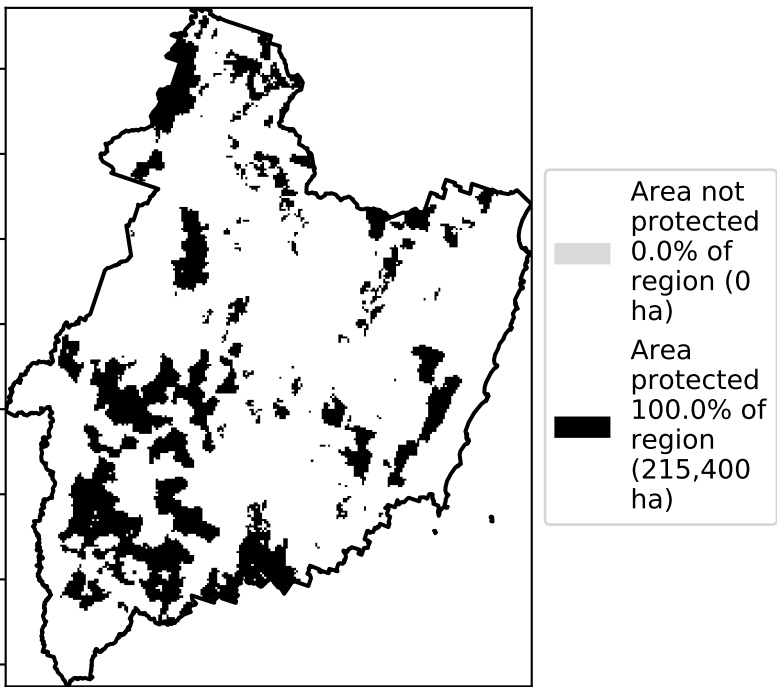 Area not
protected
0.0% of
region (0
ha)
Area
protected
100.0% of
region
(215,400
ha)